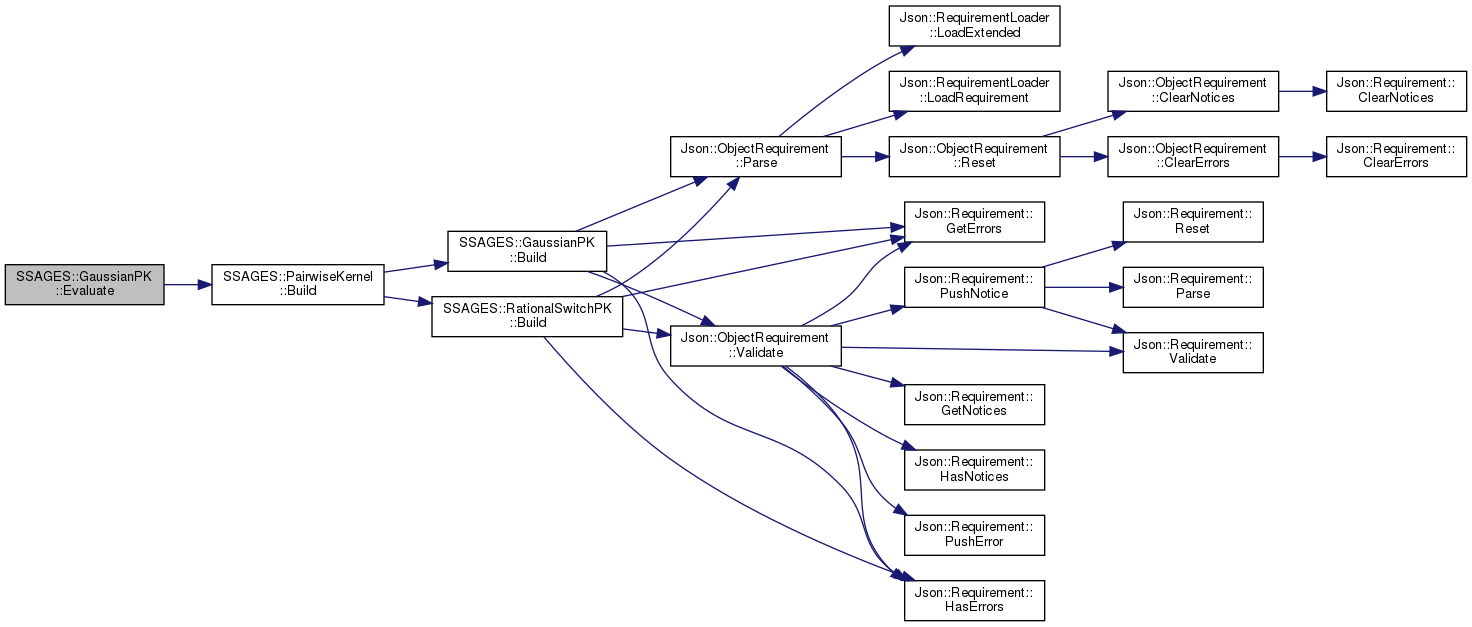 SSAGES::GaussianPK
::Evaluate
SSAGES::PairwiseKernel
::Build
SSAGES::GaussianPK
::Build
SSAGES::RationalSwitchPK
::Build
Json::ObjectRequirement
::Parse
Json::ObjectRequirement
::Validate
Json::RequirementLoader
::LoadExtended
Json::RequirementLoader
::LoadRequirement
Json::ObjectRequirement
::Reset
Json::ObjectRequirement
::ClearNotices
Json::Requirement::
ClearNotices
Json::ObjectRequirement
::ClearErrors
Json::Requirement::
ClearErrors
Json::Requirement::
GetErrors
Json::Requirement::
PushNotice
Json::Requirement::
Reset
Json::Requirement::
Parse
Json::Requirement::
Validate
Json::Requirement::
GetNotices
Json::Requirement::
HasNotices
Json::Requirement::
PushError
Json::Requirement::
HasErrors